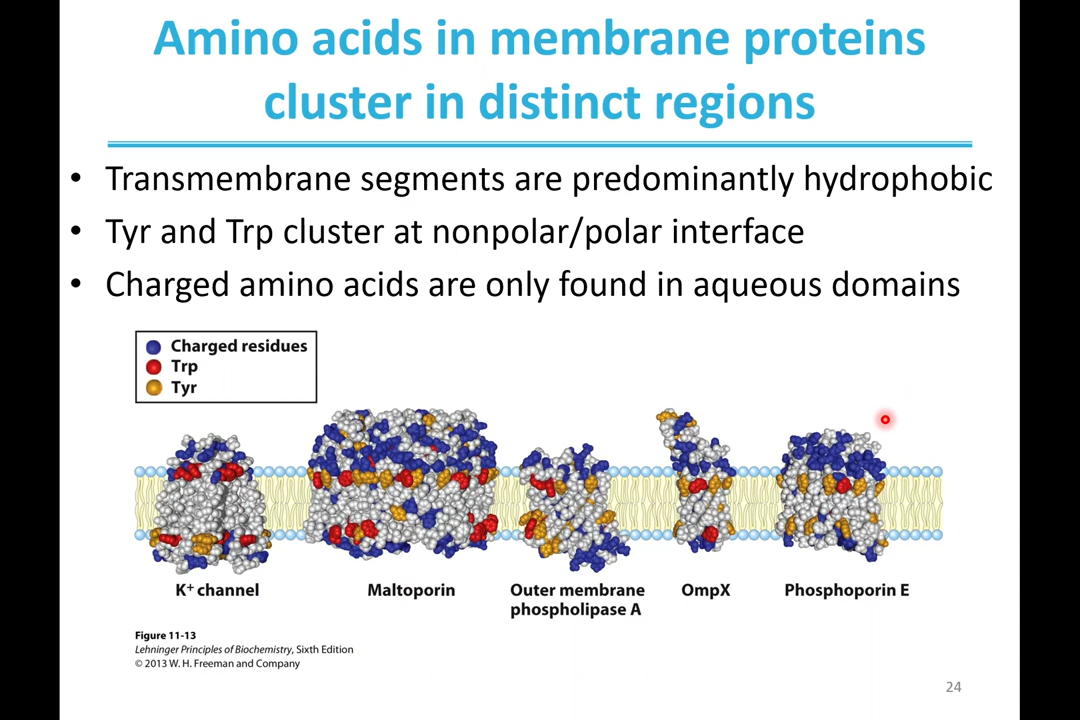 Amino acids in membrane proteins
cluster in distinct regions
• Transmembrane segments are predominantly hydrophobic
• Tyr and Trp cluster at nonpolar/polar interface
• Charged amino acids are only found in aqueous domains
Charged residues
Trp
Tyr
K⁺ channel
Maltoporin
Outer membrane
phospholipase A
OmpX
Phosphoporin E
Figure 11-13
Lehninger Principles of Biochemistry, Sixth Edition
© 2013 W. H. Freeman and Company
24